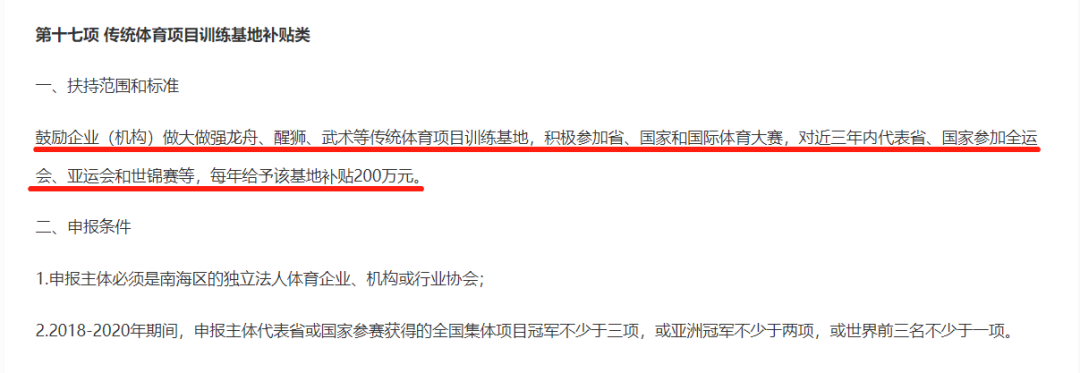 第十七项 传统体育项目训练基地补贴类
一、扶持范围和标准
鼓励企业（机构）做大做强龙舟、醒狮、武术等传统体育项目训练基地，积极参加省、国家和国际体育大赛，对近三年内代表省、国家参加全运
会、亚运会和世锦赛等，每年给予该基地补贴200万元。
二、申报条件
1.申报主体必须是南海区的独立法人体育企业、机构或行业协会；
2.2018-2020年期间，申报主体代表省或国家参赛获得的全国集体项目冠军不少于三项，或亚洲冠军不少于两项，或世界前三名不少于一项。